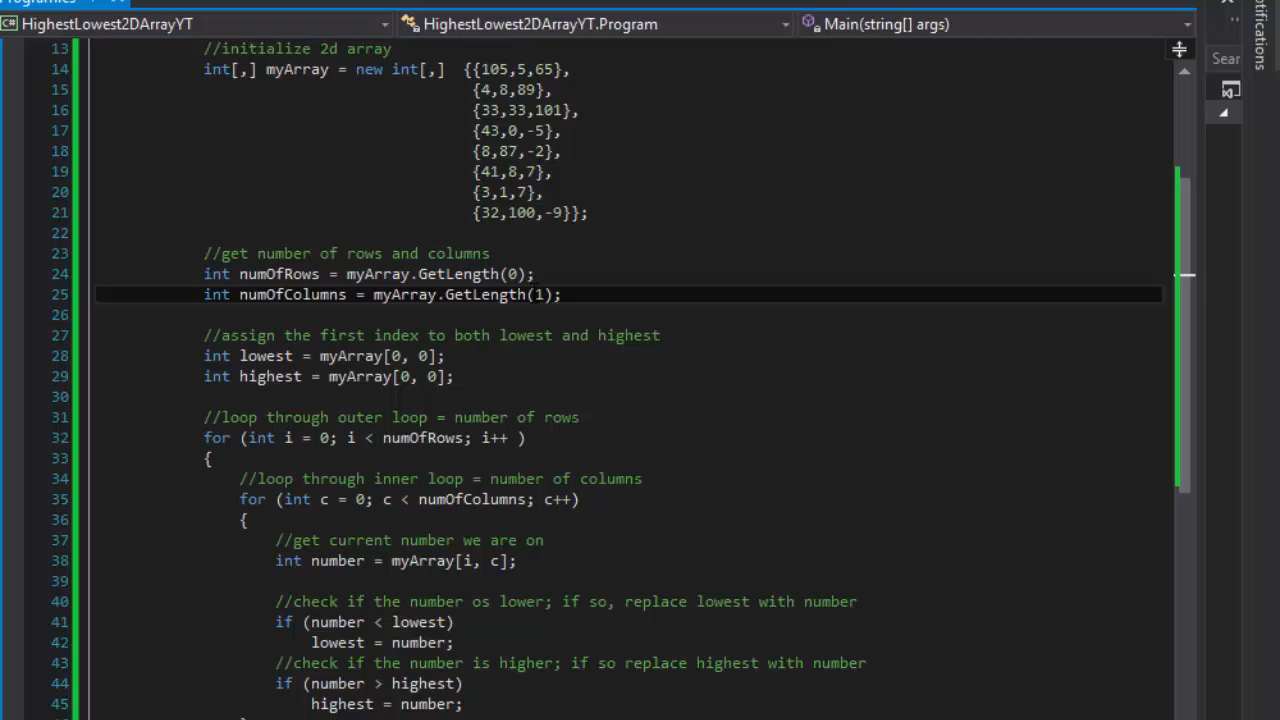 HighestLowest2DArrayYT HighestLowest2DArrayYT.Program Main(string[] args)
13 //initialize 2d array
14 int[,] myArray = new int[,] {{105,5,65},
15 {4,8,89},
16 {33,33,101},
17 {43,0,-5},
18 {8,87,-2},
19 {41,8,7},
20 {3,1,7},
21 {32,100,-9}};
22
23 //get number of rows and columns
24 int numOfRows = myArray.GetLength(0);
25 int numOfColumns = myArray.GetLength(1);
26
27 //assign the first index to both lowest and highest
28 int lowest = myArray[0, 0];
29 int highest = myArray[0, 0];
30
31 //loop through outer loop = number of rows
32 for (int i = 0; i < numOfRows; i++ )
33 {
34 //loop through inner loop = number of columns
35 for (int c = 0; c < numOfColumns; c++)
36 {
37 //get current number we are on
38 int number = myArray[i, c];
39
40 //check if the number os lower; if so, replace lowest with number
41 if (number < lowest)
42 lowest = number;
43 //check if the number is higher; if so replace highest with number
44 if (number > highest)
45 highest = number;
Sear
otifications